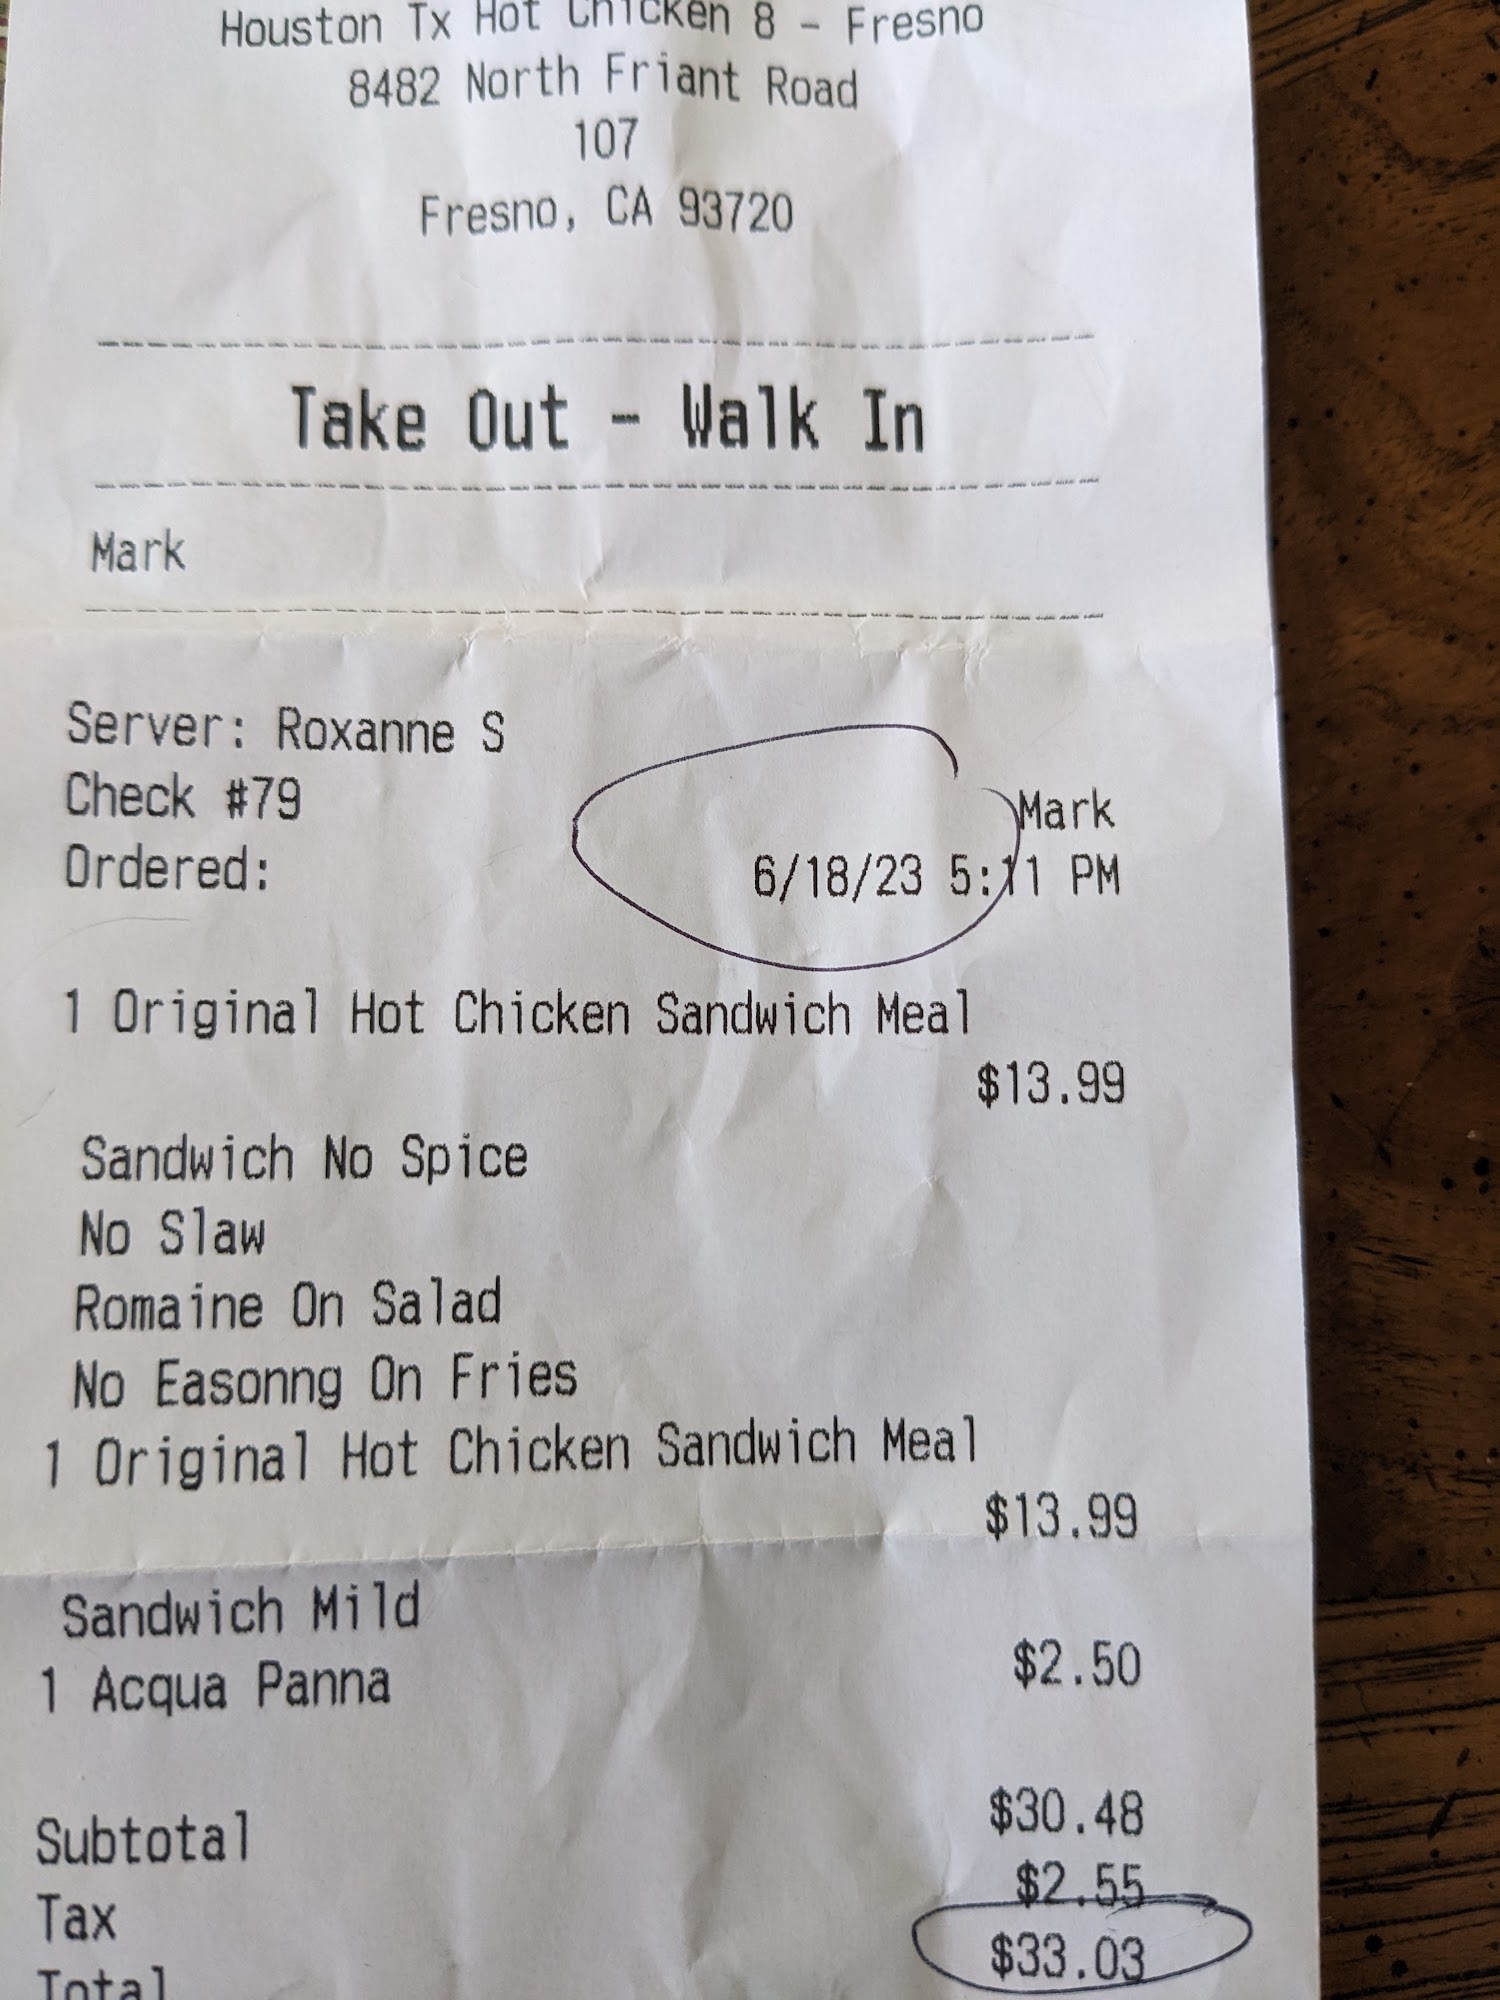 Houston Tx Hot Chicken 8 - Fresno
8482 North Friant Road
107
Fresno, CA 93720
Take Out - Walk In
Mark
Server: Roxanne S
Check #79 Mark
Ordered: 6/18/23 5:11 PM
1 Original Hot Chicken Sandwich Meal
$13.99
Sandwich No Spice
No Slaw
Romaine On Salad
No Easonng On Fries
1 Original Hot Chicken Sandwich Meal
$13.99
Sandwich Mild
1 Acqua Panna $2.50
Subtotal $30.48
Tax $2.55
Total $33.03